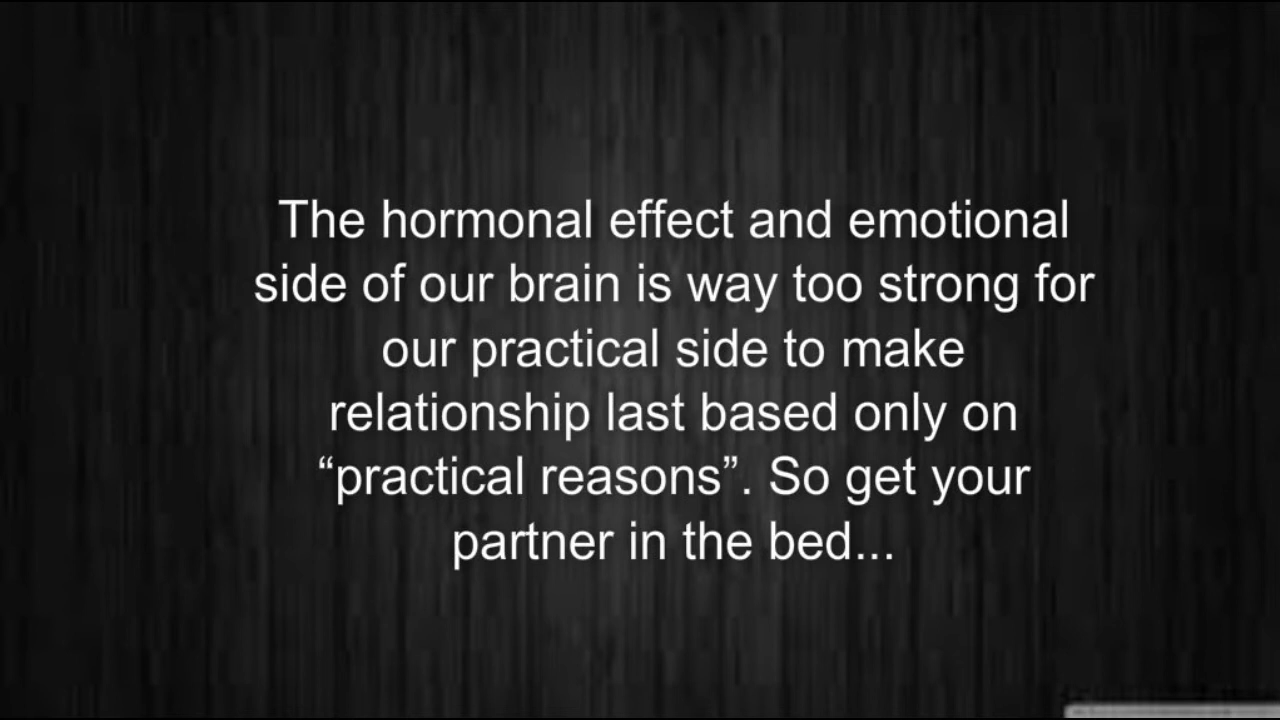 The hormonal effect and emotional
side of our brain is way too strong for
our practical side to make
relationship last based only on
“practical reasons”. So get your
partner in the bed...